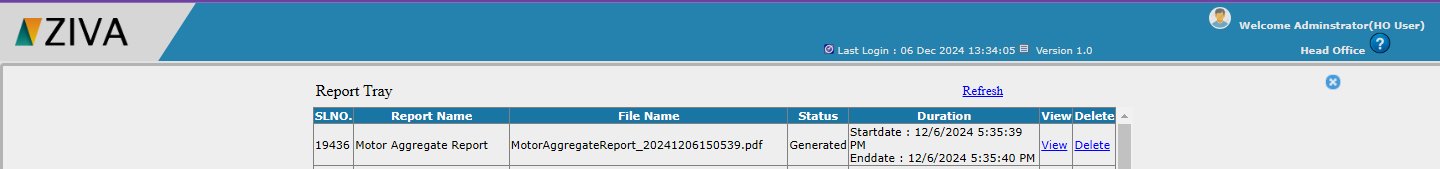 ZIVA
Welcome Adminstrator(HO User)
Last Login : 06 Dec 2024 13:34:05 Version 1.0
Head Office ?
Report Tray
Refresh
SLNO. Report Name File Name Status Duration View Delete
19436 Motor Aggregate Report MotorAggregateReport_20241206150539.pdf Generated Startdate : 12/6/2024 5:35:39
PM
Enddate : 12/6/2024 5:35:40 PM View Delete